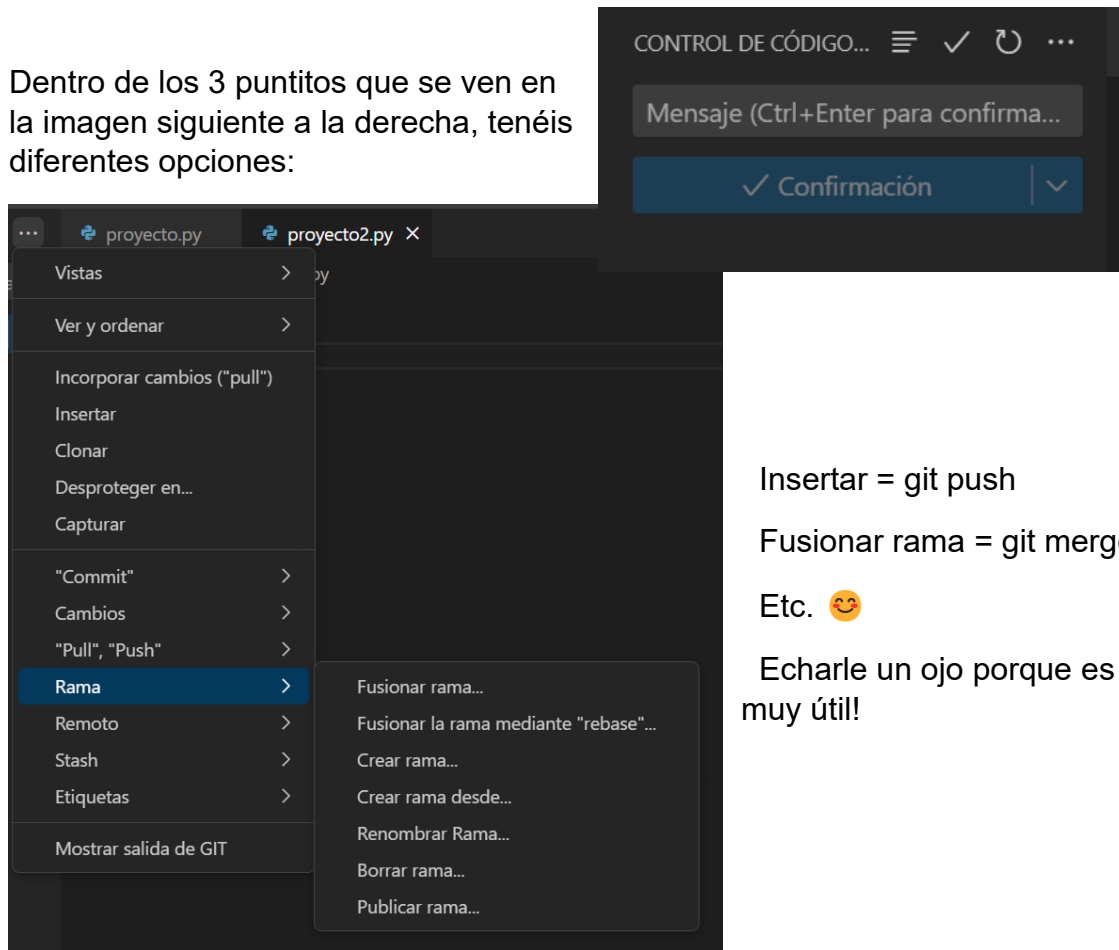 Dentro de los 3 puntitos que se ven en
la imagen siguiente a la derecha, tenéis
diferentes opciones:
CONTROL DE CÓDIGO...
Mensaje (Ctrl+Enter para confirma...
Confirmación
... proyecto.py proyecto2.py
py
Vistas
Ver y ordenar
Incorporar cambios ("pull")
Insertar
Clonar
Desproteger en...
Capturar
"Commit"
Cambios
"Pull", "Push"
Rama
Remoto
Stash
Etiquetas
Mostrar salida de GIT
Fusionar rama...
Fusionar la rama mediante "rebase"...
Crear rama...
Crear rama desde...
Renombrar Rama...
Borrar rama...
Publicar rama...
Insertar = git push
Fusionar rama = git merg
Etc. 😊
Echarle un ojo porque es
muy útil!